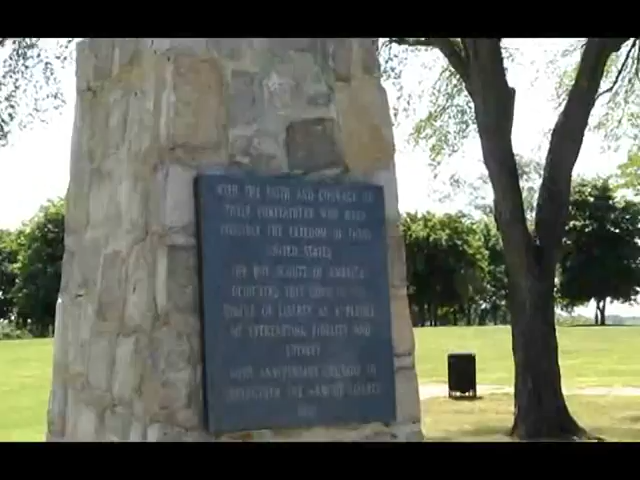 WITH THE FAITH AND COURAGE OF
THEIR FOREFATHERS WHO MADE
POSSIBLE THE FREEDOM OF THESE
UNITED STATES
THE BOY SCOUTS OF AMERICA
DEDICATES THIS COPY OF THE
STATUE OF LIBERTY AS A PLEDGE
OF EVERLASTING FIDELITY AND
LOYALTY
40TH ANNIVERSARY CRUSADE TO
STRENGTHEN THE ARM OF LIBERTY